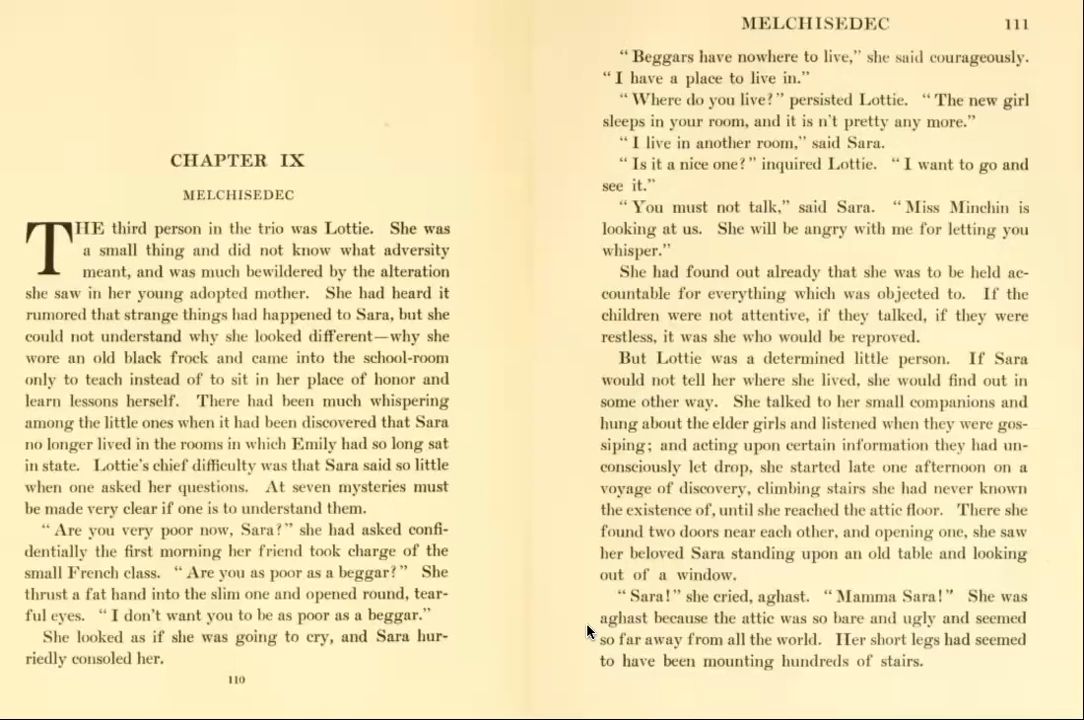 CHAPTER IX
MELCHISEDEC
THE third person in the trio was Lottie. She was
a small thing and did not know what adversity
meant, and was much bewildered by the alteration
she saw in her young adopted mother. She had heard it
rumored that strange things had happened to Sara, but she
could not understand why she looked different—why she
wore an old black frock and came into the school-room
only to teach instead of to sit in her place of honor and
learn lessons herself. There had been much whispering
among the little ones when it had been discovered that Sara
no longer lived in the rooms in which Emily had so long sat
in state. Lottie's chief difficulty was that Sara said so little
when one asked her questions. At seven mysteries must
be made very clear if one is to understand them.
“Are you very poor now, Sara?” she had asked confi-
dentially the first morning her friend took charge of the
small French class. “Are you as poor as a beggar?” She
thrust a fat hand into the slim one and opened round, tear-
ful eyes. “I don't want you to be as poor as a beggar.”
She looked as if she was going to cry, and Sara hur-
riedly consoled her.
110
MELCHISEDEC 111
“Beggars have nowhere to live,” she said courageously.
“I have a place to live in.”
“Where do you live?” persisted Lottie. “The new girl
sleeps in your room, and it is n't pretty any more.”
“I live in another room,” said Sara.
“Is it a nice one?” inquired Lottie. “I want to go and
see it.”
“You must not talk,” said Sara. “Miss Minchin is
looking at us. She will be angry with me for letting you
whisper.”
She had found out already that she was to be held ac-
countable for everything which was objected to. If the
children were not attentive, if they talked, if they were
restless, it was she who would be reproved.
But Lottie was a determined little person. If Sara
would not tell her where she lived, she would find out in
some other way. She talked to her small companions and
hung about the elder girls and listened when they were gos-
siping; and acting upon certain information they had un-
consciously let drop, she started late one afternoon on a
voyage of discovery, climbing stairs she had never known
the existence of, until she reached the attic floor. There she
found two doors near each other, and opening one, she saw
her beloved Sara standing upon an old table and looking
out of a window.
“Sara!” she cried, aghast. “Mamma Sara!” She was
aghast because the attic was so bare and ugly and seemed
so far away from all the world. Her short legs had seemed
to have been mounting hundreds of stairs.